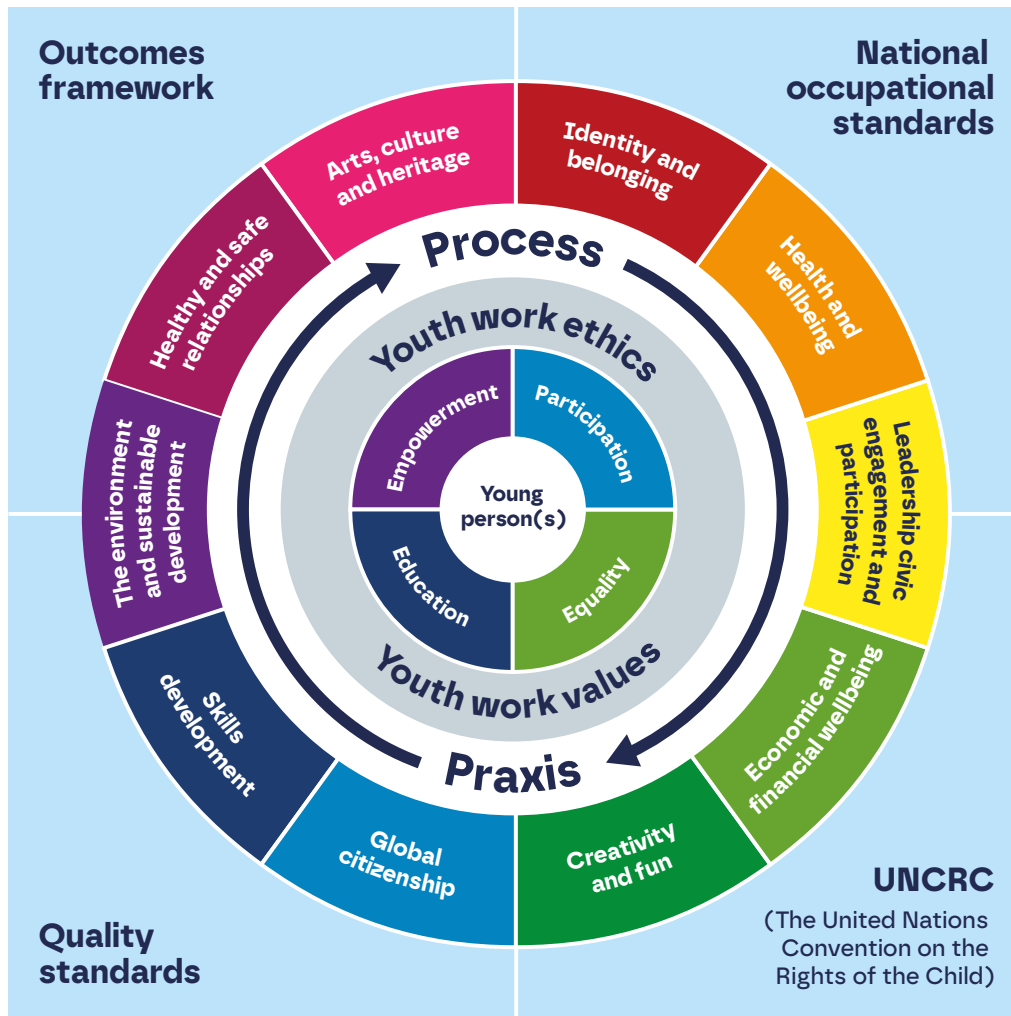 Outcomes
framework
National
occupational
standards
Arts, culture
and heritage
Identity and
belonging
Health and
wellbeing
Leadership civic
engagement and
participation
Economic and
financial wellbeing
Creativity
and fun
Global
citizenship
Skills
development
The environment
and sustainable
development
Healthy and safe
relationships
Process
Praxis
Youth work ethics
Youth work values
Empowerment
Participation
Equality
Education
Young
person(s)
Quality
standards
UNCRC
(The United Nations
Convention on the
Rights of the Child)